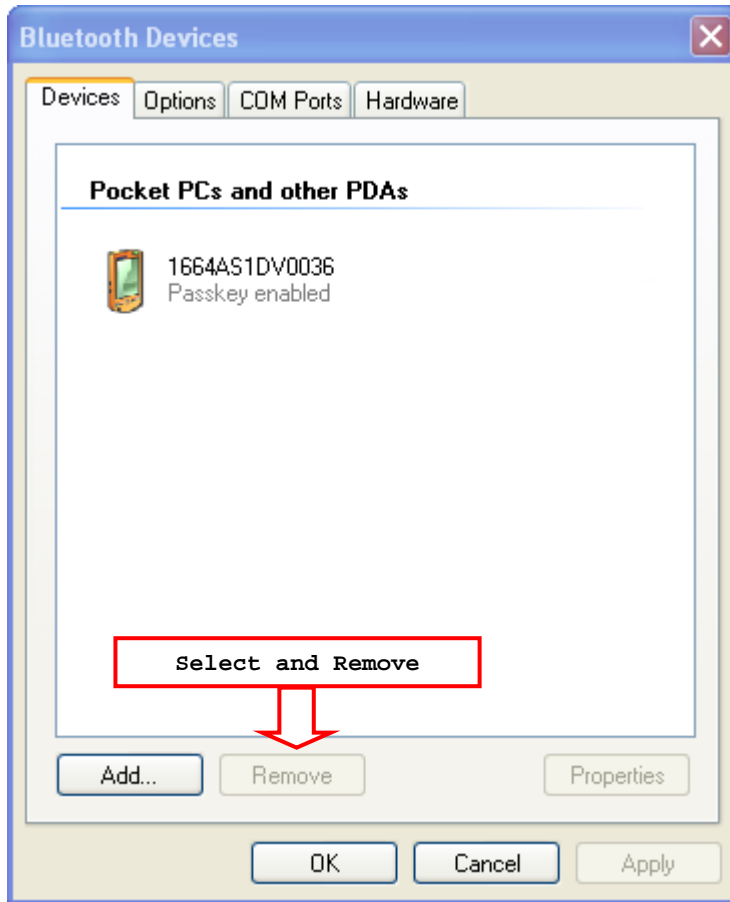 Bluetooth Devices
Devices Options COM Ports Hardware
Pocket PCs and other PDAs
1664AS1DV0036
Passkey enabled
Select and Remove
Add... Remove Properties
OK Cancel Apply